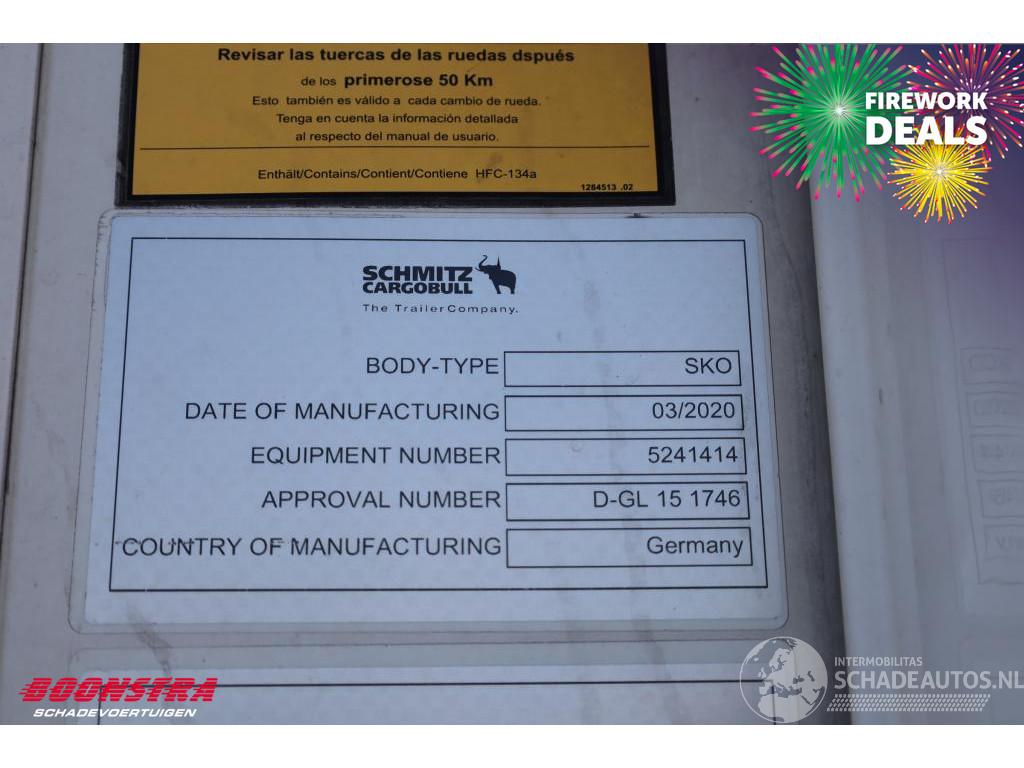 Revisar las tuercas de las ruedas dspués
de los primerose 50 Km
Esto también es válido a cada cambio de rueda.
Tenga en cuenta la información detallada
al respecto del manual de usuario.
Enthält/Contains/Contient/Contiene HFC-134a
1284513 .02
FIREWORK
DEALS
SCHMITZ
CARGOBULL
The TrailerCompany.
BODY-TYPE SKO
DATE OF MANUFACTURING 03/2020
EQUIPMENT NUMBER 5241414
APPROVAL NUMBER D-GL 15 1746
COUNTRY OF MANUFACTURING Germany
BOONSTRA
SCHADEVOERTUIGEN
INTERMOBILITAS
SCHADEAUTOS.NL